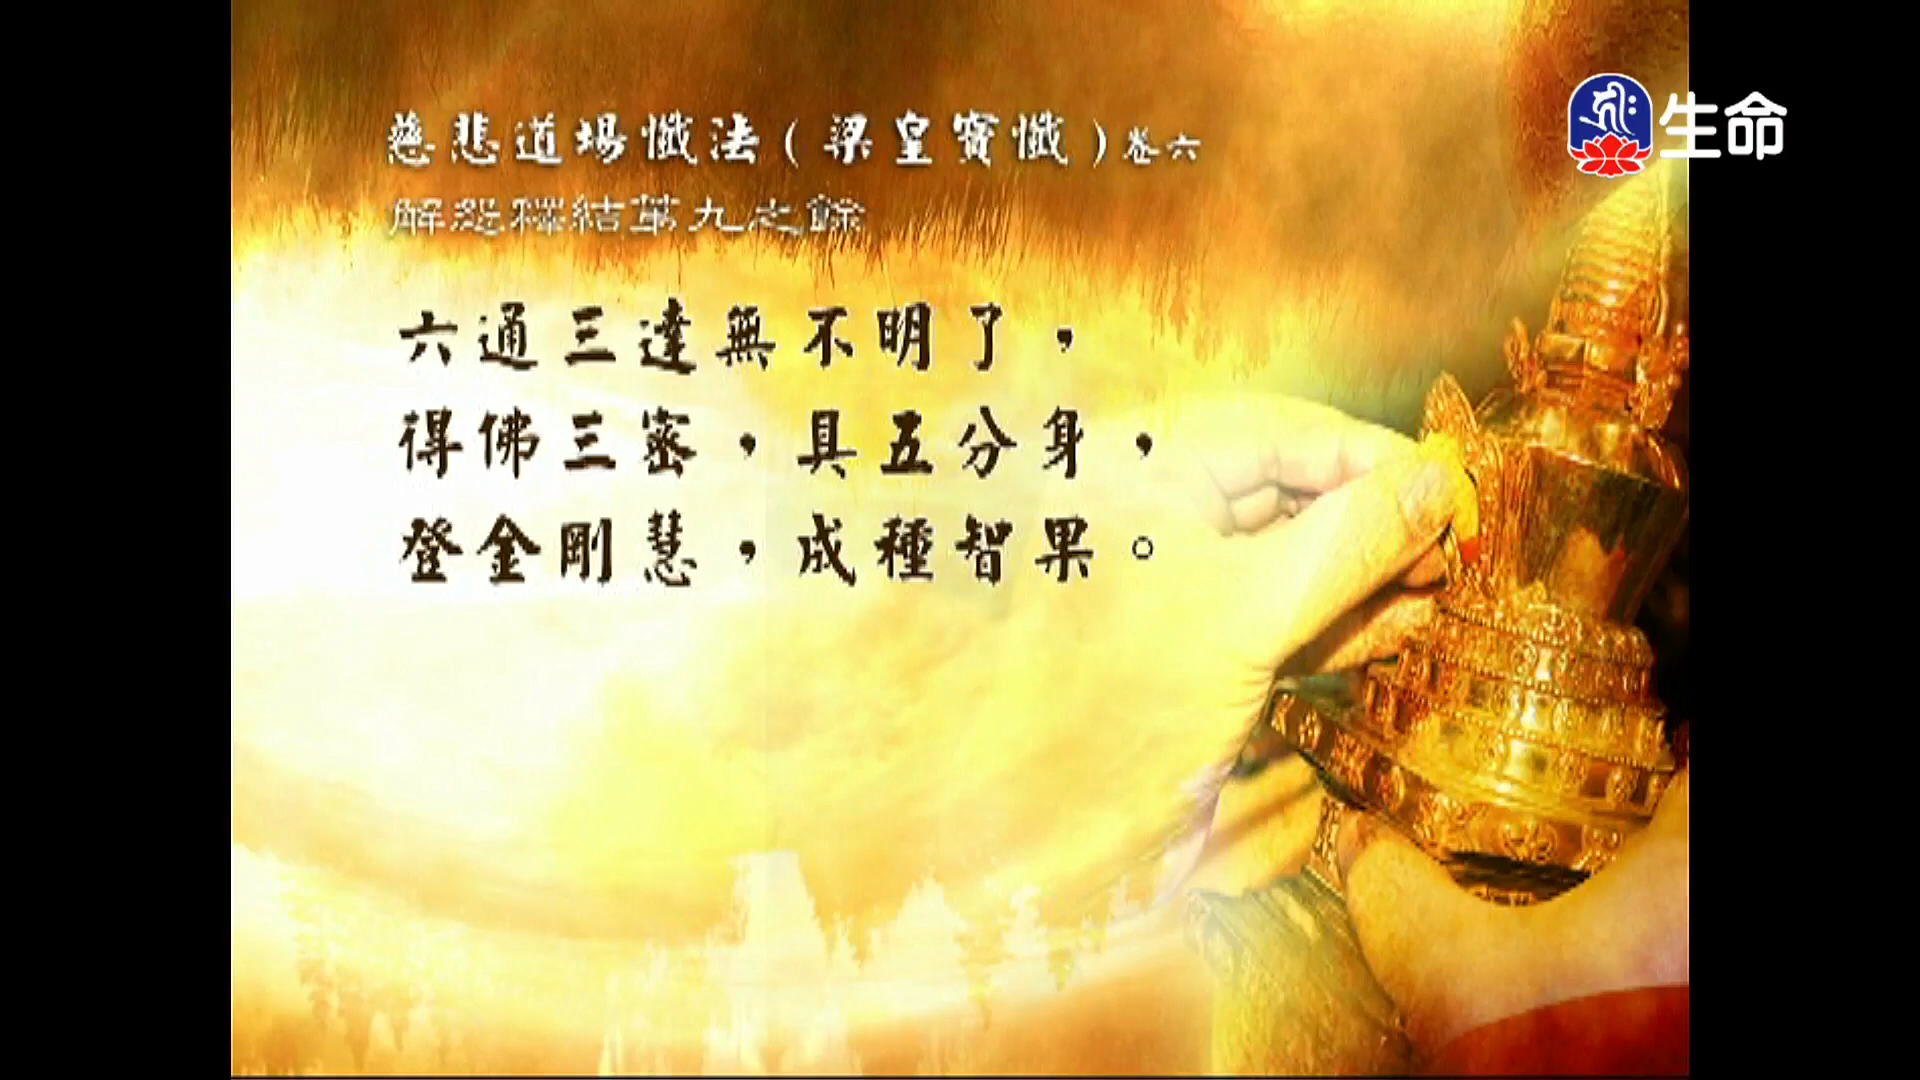 慈悲道場懺法(梁皇寶懺)卷六
生命
解冤釋結第九之餘
六通三達無不明了，
得佛三密，具五分身，
登金剛慧，成種智果。